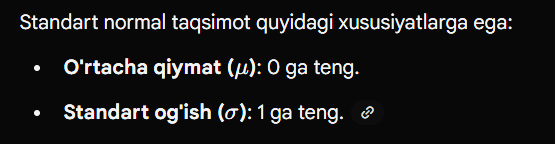 Standart normal taqsimot quyidagi xususiyatlarga ega:
• O'rtacha qiymat (μ): 0 ga teng.
• Standart og'ish (σ): 1 ga teng.